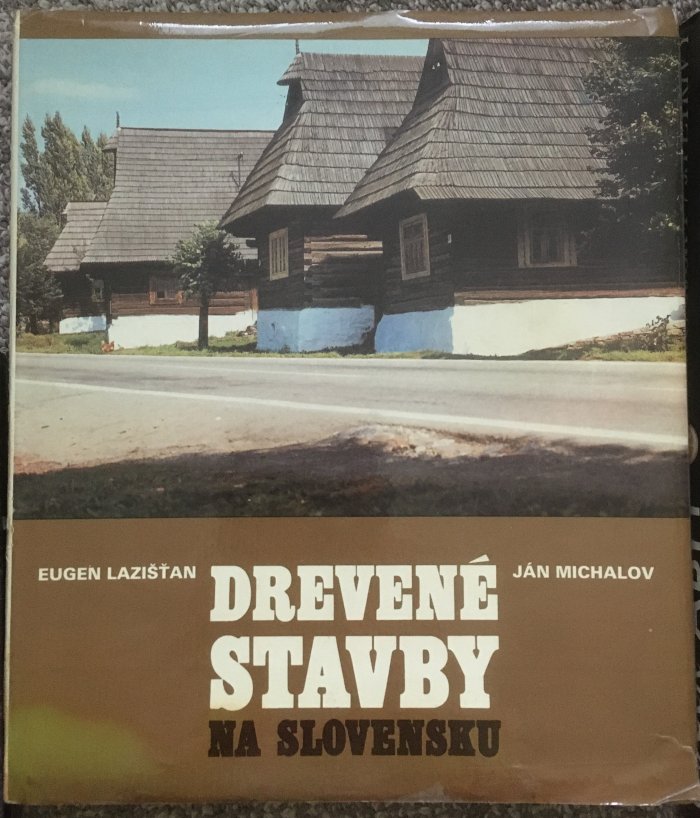 EUGEN LAZIŠŤAN
DREVENÉ
STAVBY
NA SLOVENSKU
JÁN MICHALOV